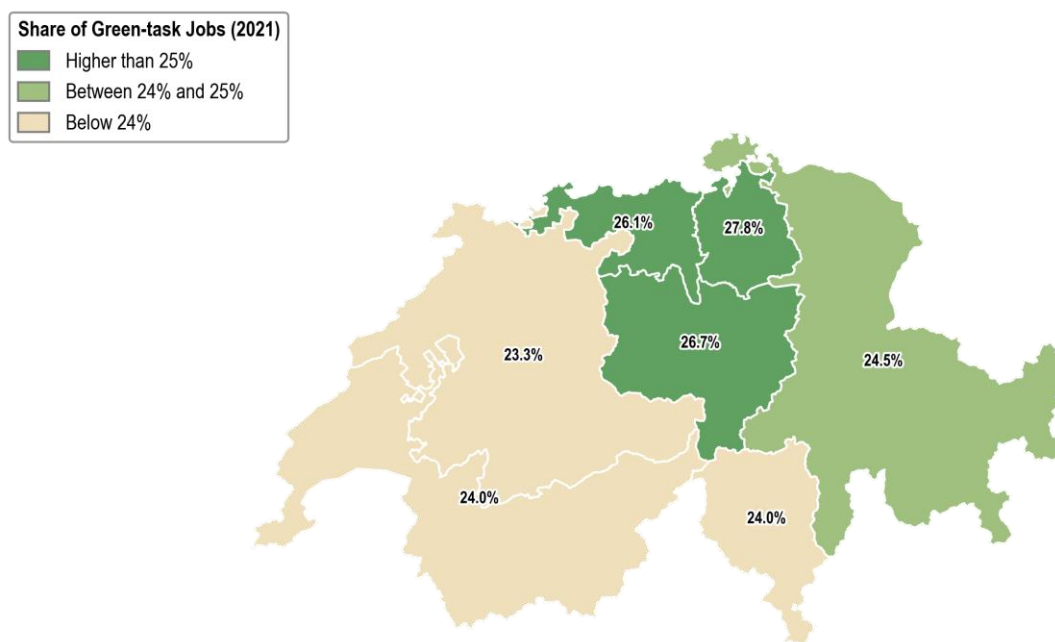 Share of Green-task Jobs (2021)
Higher than 25%
Between 24% and 25%
Below 24%
26.1%
27.8%
26.7%
23.3%
24.5%
24.0%
24.0%